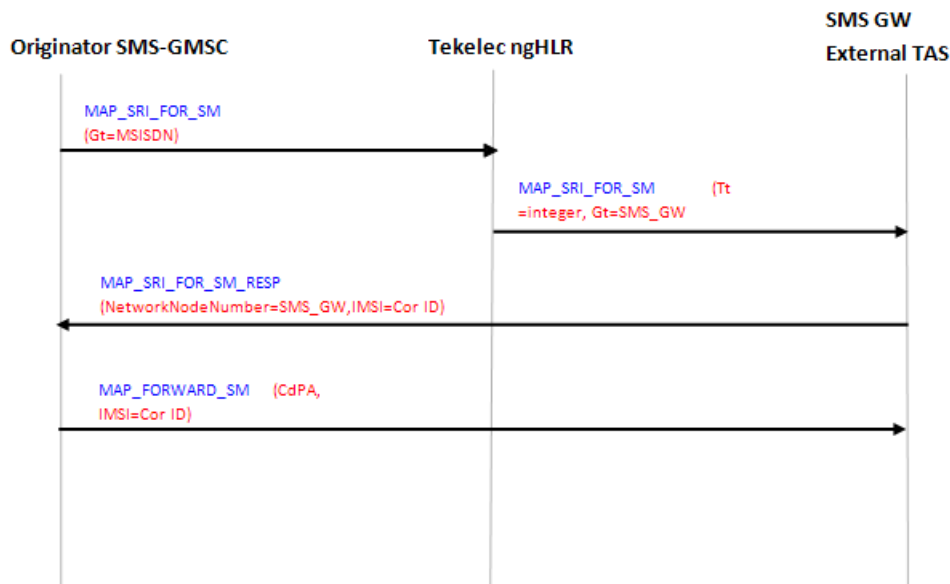 SMS GW
Originator SMS-GMSC
Tekelec ngHLR
External TAS
MAP_SRI_FOR_SM
(Gt=MSISDN)
MAP_SRI_FOR_SM (Tt
=integer, Gt=SMS_GW
MAP_SRI_FOR_SM_RESP
(NetworkNodeNumber=SMS_GW,IMSI=Cor ID)
MAP_FORWARD_SM (CdPA,
IMSI=Cor ID)